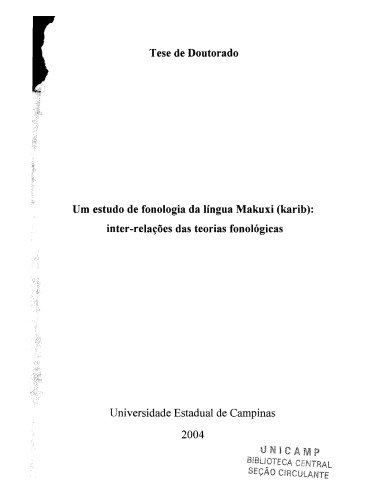 Tese de Doutorado
Um estudo de fonologia da língua Makuxi (karib):
inter-relações das teorias fonológicas
Universidade Estadual de Campinas
2004
UNICAMP
BIBLIOTECA CENTRAL
SEÇÃO CIRCULANTE